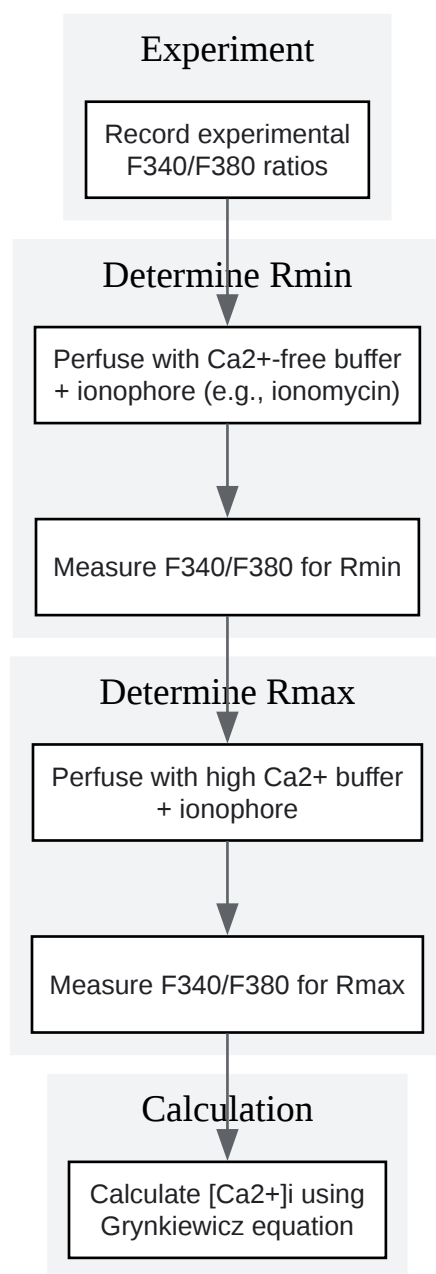 Experiment
Record experimental
F340/F380 ratios
Determine Rmin
Perfuse with Ca2+-free buffer
+ ionophore (e.g., ionomycin)
Measure F340/F380 for Rmin
Determine Rmax
Perfuse with high Ca2+ buffer
+ ionophore
Measure F340/F380 for Rmax
Calculation
Calculate [Ca2+]i using
Grynkiewicz equation